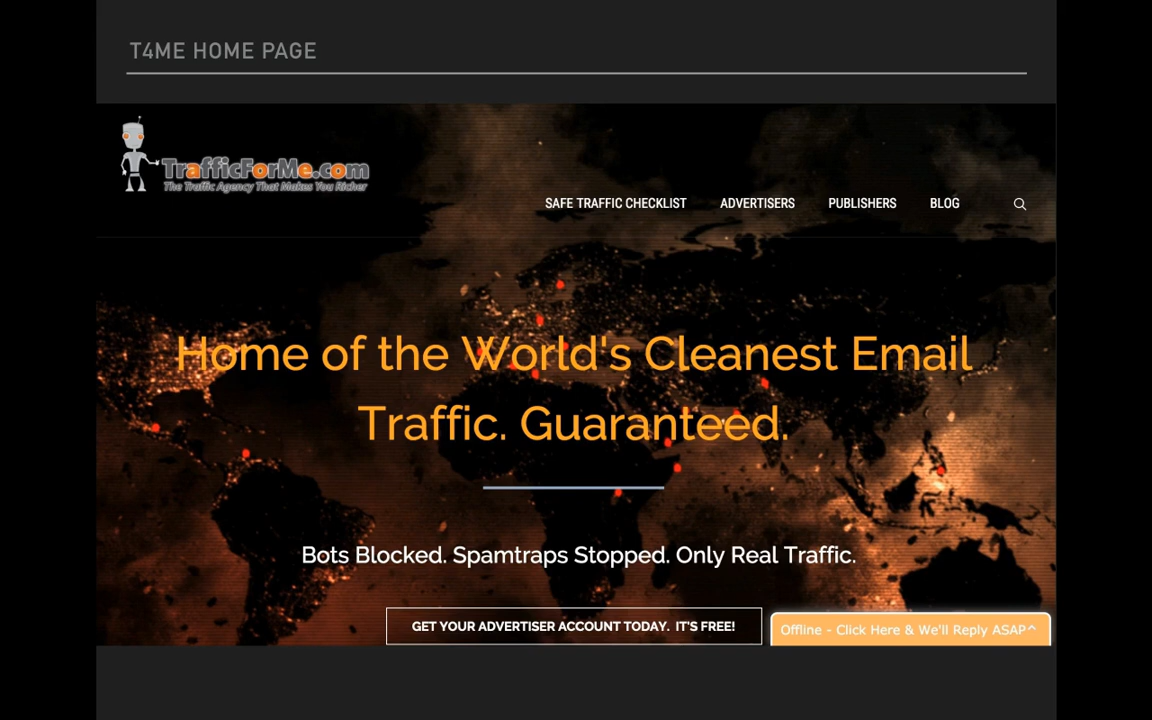 T4ME HOME PAGE
TrafficForMe.com
The Traffic Agency That Makes You Richer
SAFE TRAFFIC CHECKLIST ADVERTISERS PUBLISHERS BLOG
Home of the World's Cleanest Email
Traffic. Guaranteed.
Bots Blocked. Spamtraps Stopped. Only Real Traffic.
GET YOUR ADVERTISER ACCOUNT TODAY. IT'S FREE!
Offline - Click Here & We'll Reply ASAP^